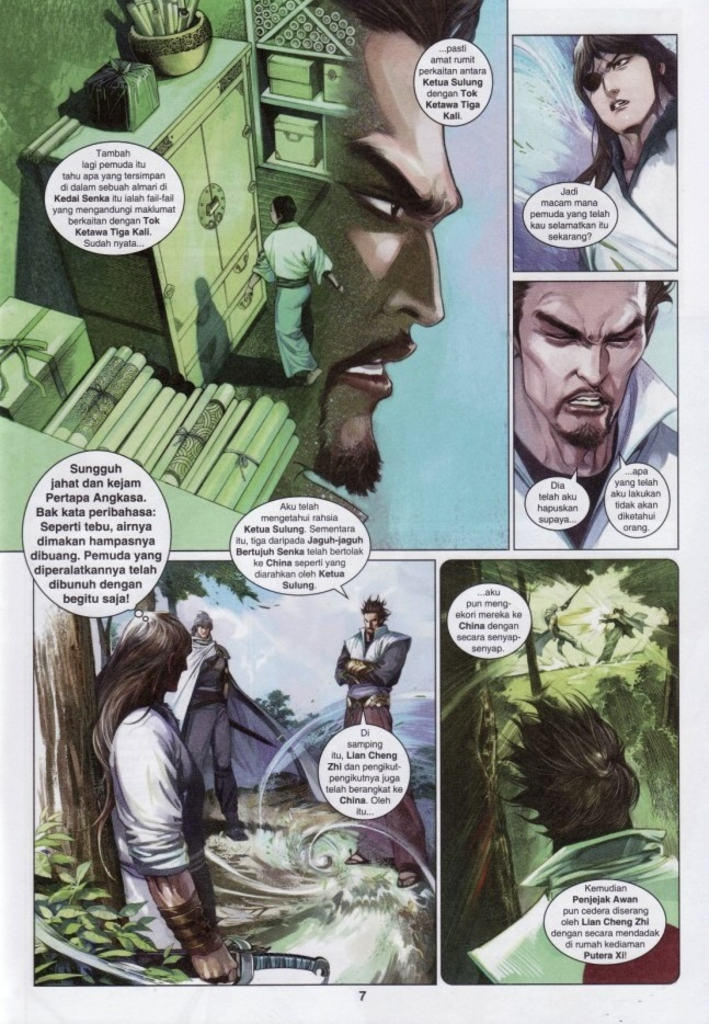 ...pasti
amat rumit
perkaitan antara
Ketua Sulung
dengan Tok
Ketawa Tiga
Kali.
Tambah
lagi pemuda itu
tahu apa yang tersimpan
di dalam sebuah almari di
Kedai Senka itu ialah fail-fail
yang mengandungi maklumat
berkaitan dengan Tok
Ketawa Tiga Kali.
Sudah nyata...
Jadi
macam mana
pemuda yang telah
kau selamatkan itu
sekarang?
Dia
telah aku
hapuskan
supaya...
...apa
yang telah
aku lakukan
tidak akan
diketahui
orang.
Sungguh
jahat dan kejam
Pertapa Angkasa.
Bak kata peribahasa:
Seperti tebu, airnya
dimakan hampasnya
dibuang. Pemuda yang
diperalatkannya telah
dibunuh dengan
begitu saja!
Aku telah
mengetahui rahsia
Ketua Sulung. Sementara
itu, tiga daripada Jaguh-jaguh
Bertujuh Senka telah bertolak
ke China seperti yang
diarahkan oleh Ketua
Sulung.
Di
samping
itu, Lian Cheng
Zhi dan pengikut-
pengikutnya juga
telah berangkat ke
China. Oleh
itu...
...aku
pun meng-
ekori mereka ke
China dengan
secara senyap-
senyap.
Kemudian
Penjejak Awan
pun cedera diserang
oleh Lian Cheng Zhi
dengan secara mendadak
di rumah kediaman
Putera Xi!
7